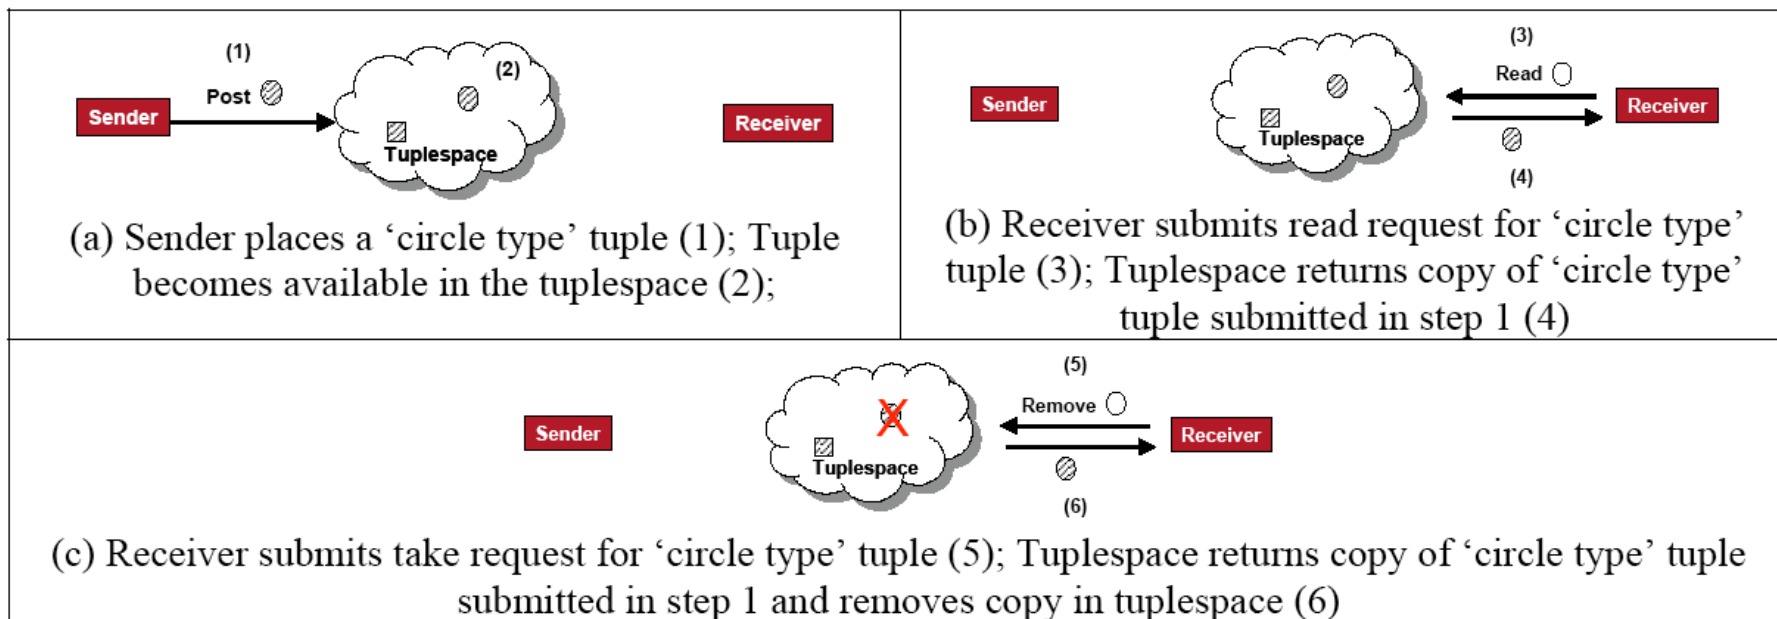 (1)
Post
(2)
Sender
Receiver
Tuplespace
(a) Sender places a ‘circle type’ tuple (1); Tuple
becomes available in the tuplespace (2);
(3)
Read
Sender
Receiver
Tuplespace
(4)
(b) Receiver submits read request for ‘circle type’
tuple (3); Tuplespace returns copy of ‘circle type’
tuple submitted in step 1 (4)
(5)
Remove
Sender
Receiver
Tuplespace
(6)
(c) Receiver submits take request for ‘circle type’ tuple (5); Tuplespace returns copy of ‘circle type’ tuple
submitted in step 1 and removes copy in tuplespace (6)